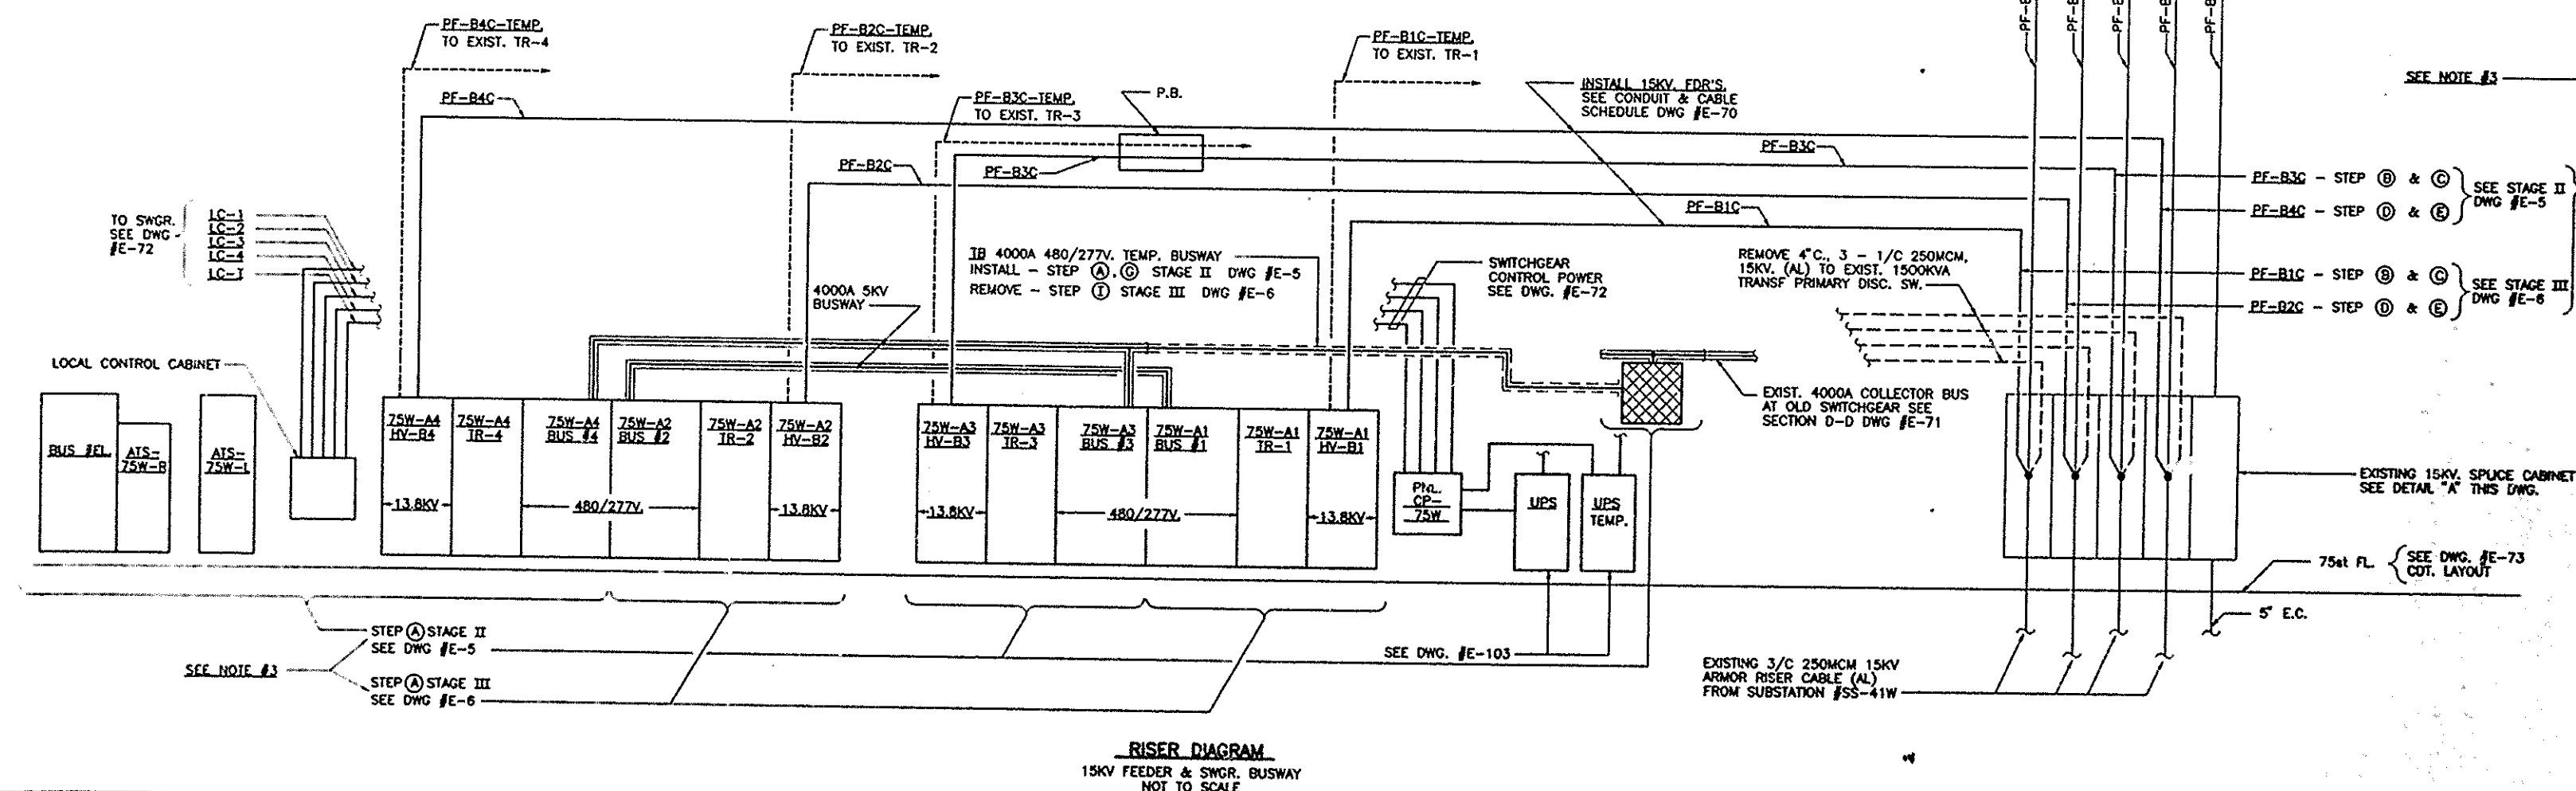 PF-B4C-TEMP.
TO EXIST. TR-4
PF-B2C-TEMP.
TO EXIST. TR-2
PF-B1C-TEMP.
TO EXIST. TR-1
SEE NOTE #3
PF-B4C
PF-B3C-TEMP.
TO EXIST. TR-3
P.B.
INSTALL 15KV. FDR'S.
SEE CONDUIT & CABLE
SCHEDULE DWG #E-70
PF-B2C
PF-B3C
PF-B3C
PF-B1C
PF-B3C - STEP Ⓑ & Ⓒ
PF-B4C - STEP Ⓓ & Ⓔ
SEE STAGE II
DWG #E-5
PF-B1C - STEP Ⓑ & Ⓒ
PF-B2C - STEP Ⓓ & Ⓔ
SEE STAGE III
DWG #E-6
TO SWGR.
SEE DWG
#E-72
LC-1
LC-2
LC-3
LC-4
LC-T
TB 4000A 480/277V. TEMP. BUSWAY
INSTALL - STEP Ⓐ, Ⓖ STAGE II DWG #E-5
REMOVE - STEP Ⓘ STAGE III DWG #E-6
4000A 5KV
BUSWAY
SWITCHGEAR
CONTROL POWER
SEE DWG. #E-72
REMOVE 4"C., 3 - 1/C 250MCM,
15KV. (AL) TO EXIST. 1500KVA
TRANSF PRIMARY DISC. SW.
LOCAL CONTROL CABINET
EXIST. 4000A COLLECTOR BUS
AT OLD SWITCHGEAR SEE
SECTION D-D DWG #E-71
BUS #EL
ATS-
75W-R
ATS-
75W-L
75W-A4
HV-B4
75W-A4
TR-4
75W-A4
BUS #4
75W-A2
BUS #2
75W-A2
TR-2
75W-A2
HV-B2
75W-A3
HV-B3
75W-A3
TR-3
75W-A3
BUS #3
75W-A1
BUS #1
75W-A1
TR-1
75W-A1
HV-B1
13.8KV
480/277V.
13.8KV
13.8KV
480/277V.
13.8KV
PNL.
CP-
75W
UPS
UPS
TEMP.
EXISTING 15KV. SPLICE CABINET
SEE DETAIL "A" THIS DWG.
75st FL.
SEE DWG. #E-73
CDT. LAYOUT
5" E.C.
STEP Ⓐ STAGE II
SEE DWG #E-5
SEE NOTE #3
STEP Ⓐ STAGE III
SEE DWG #E-6
SEE DWG. #E-103
EXISTING 3/C 250MCM 15KV
ARMOR RISER CABLE (AL)
FROM SUBSTATION #SS-41W
RISER DIAGRAM
15KV FEEDER & SWGR. BUSWAY
NOT TO SCALE